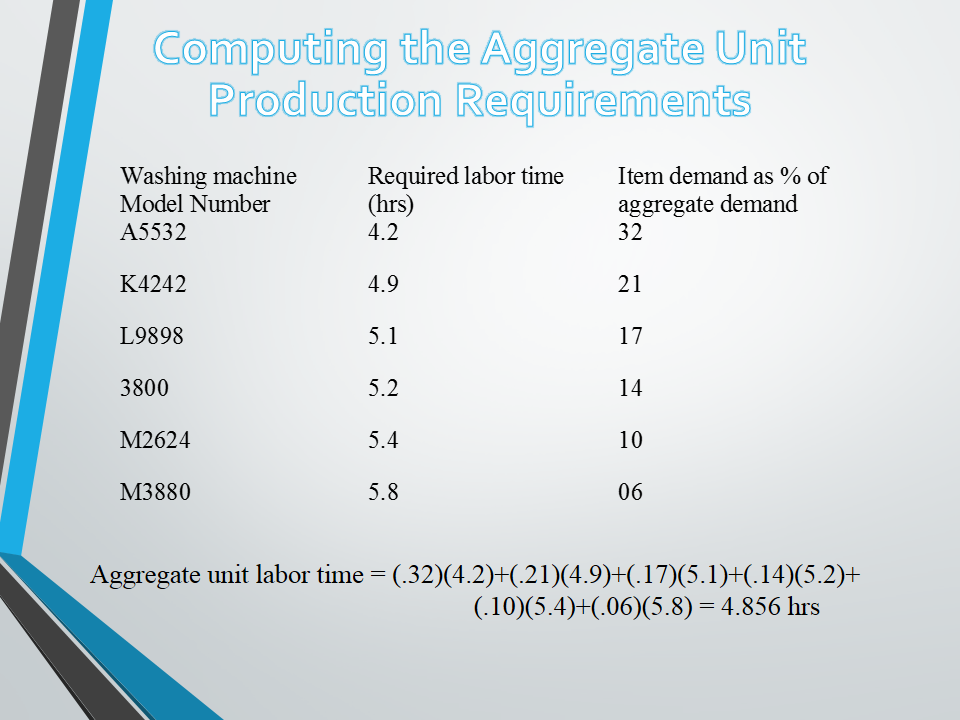 Computing the Aggregate Unit
Production Requirements
Washing machine Required labor time Item demand as % of
Model Number (hrs) aggregate demand
A5532 4.2 32
K4242 4.9 21
L9898 5.1 17
3800 5.2 14
M2624 5.4 10
M3880 5.8 06
Aggregate unit labor time = (.32)(4.2)+(.21)(4.9)+(.17)(5.1)+(.14)(5.2)+
(.10)(5.4)+(.06)(5.8) = 4.856 hrs